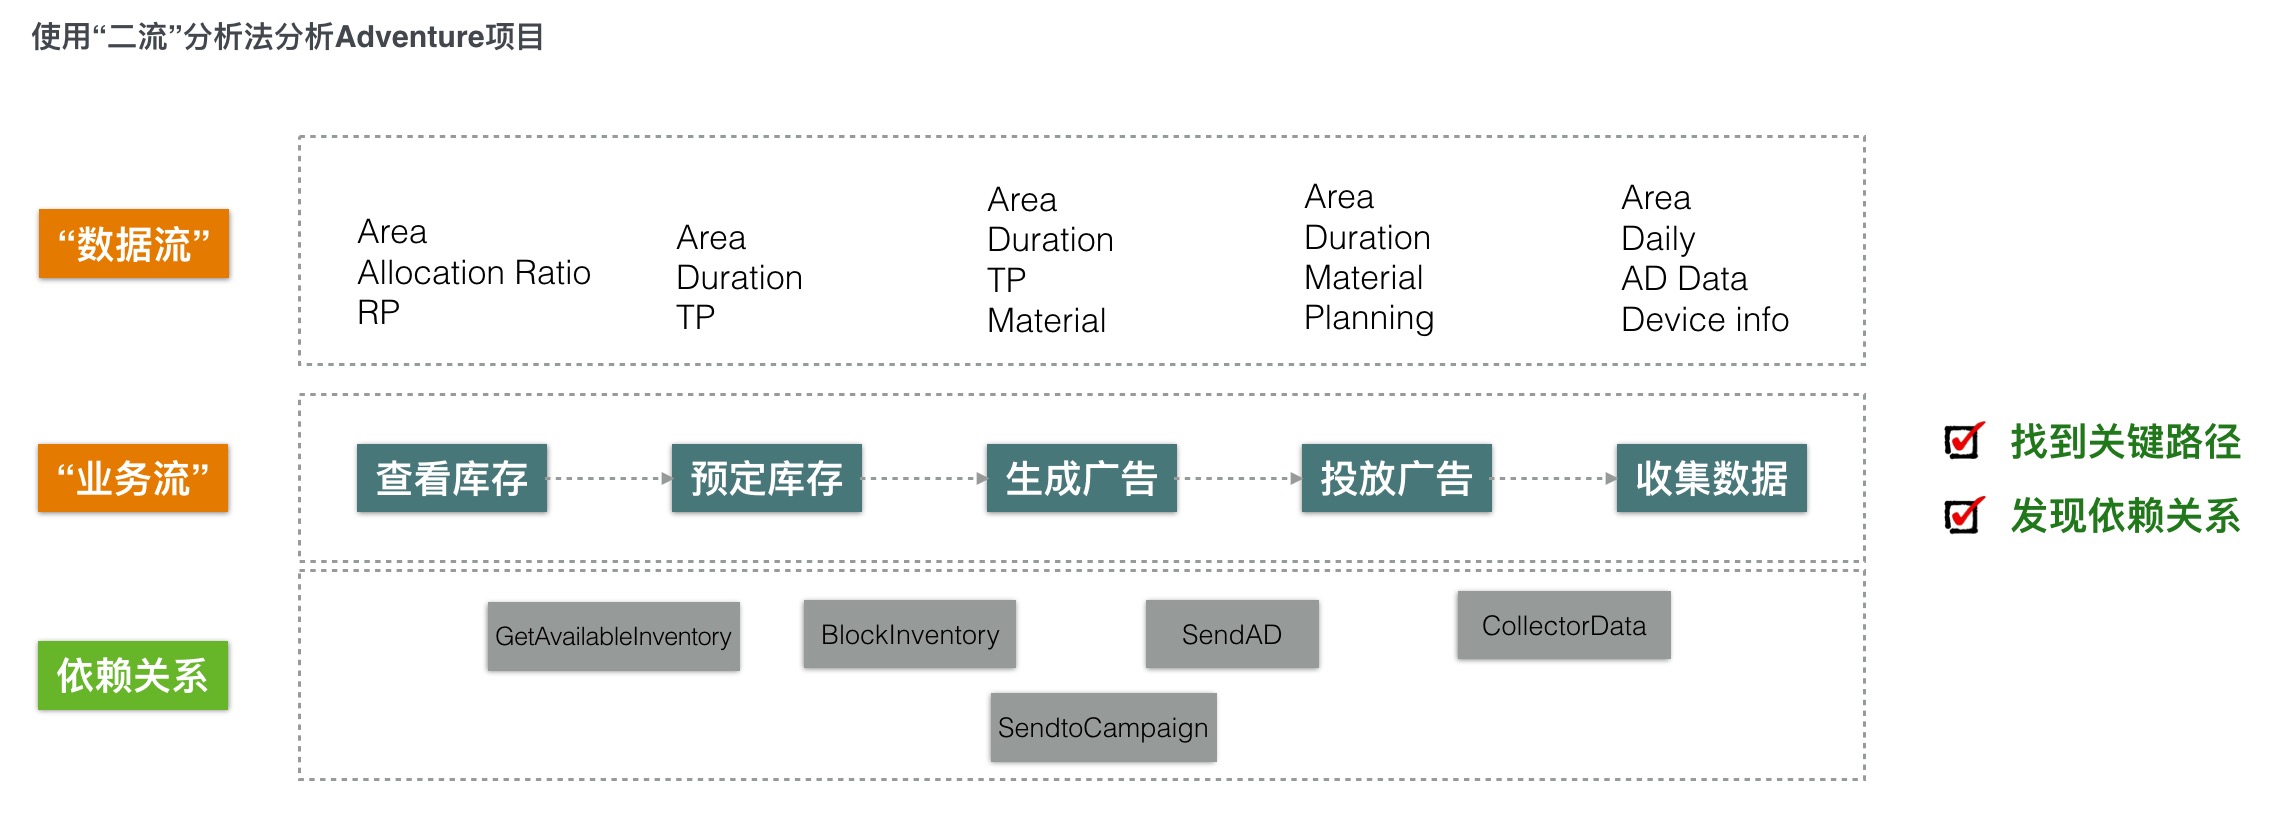 使用“二流”分析法分析Adventure项目
“数据流”
Area
Allocation Ratio
RP
Area
Duration
TP
Area
Duration
TP
Material
Area
Duration
Material
Planning
Area
Daily
AD Data
Device info
“业务流”
查看库存
预定库存
生成广告
投放广告
收集数据
找到关键路径
发现依赖关系
依赖关系
GetAvailableInventory
BlockInventory
SendAD
CollectorData
SendtoCampaign